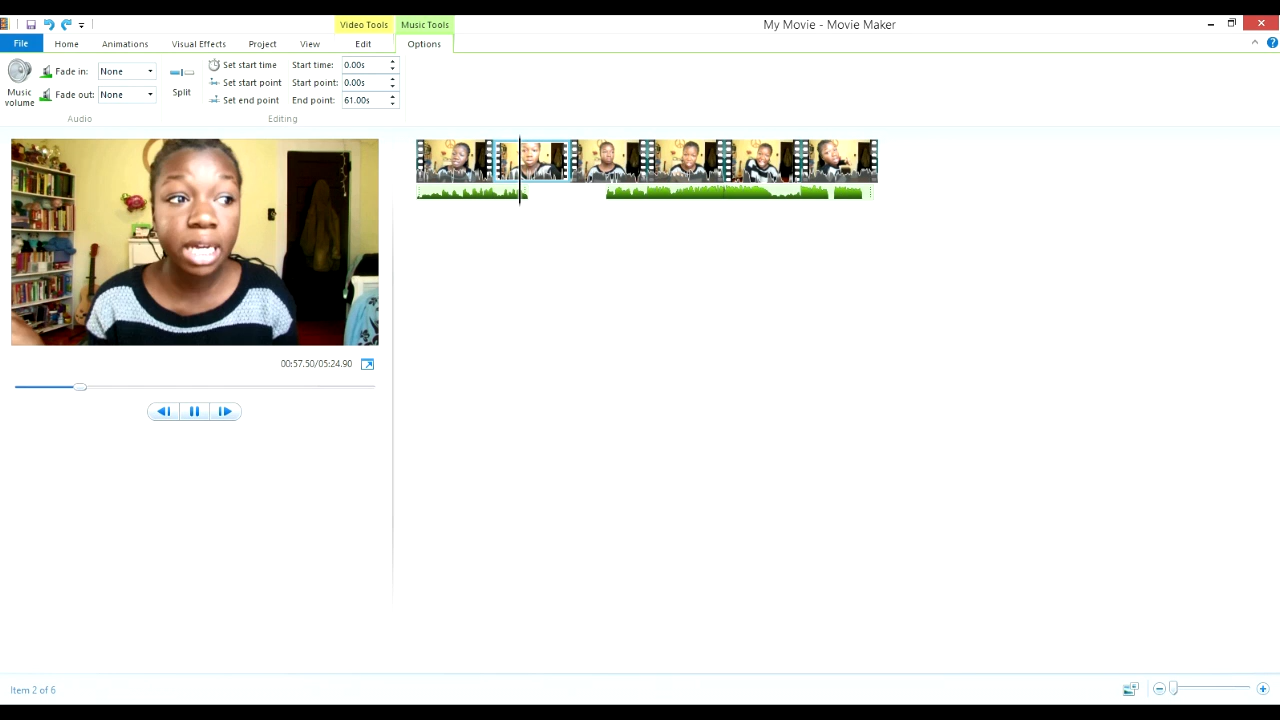 Video Tools Music Tools My Movie - Movie Maker
File Home Animations Visual Effects Project View Edit Options
Music volume
Fade in: None
Fade out: None
Split
Set start time Start time: 0.00s
Set start point Start point: 0.00s
Set end point End point: 61.00s
Audio Editing
00:57.50/05:24.90
Item 2 of 6